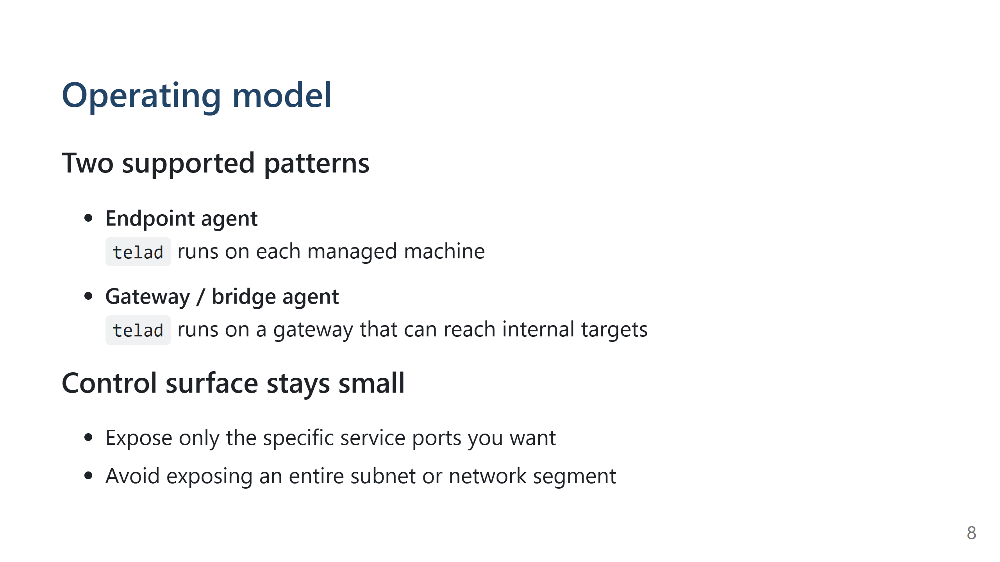 Operating model
Two supported patterns
• Endpoint agent
telad runs on each managed machine
• Gateway / bridge agent
telad runs on a gateway that can reach internal targets
Control surface stays small
• Expose only the specific service ports you want
• Avoid exposing an entire subnet or network segment
8